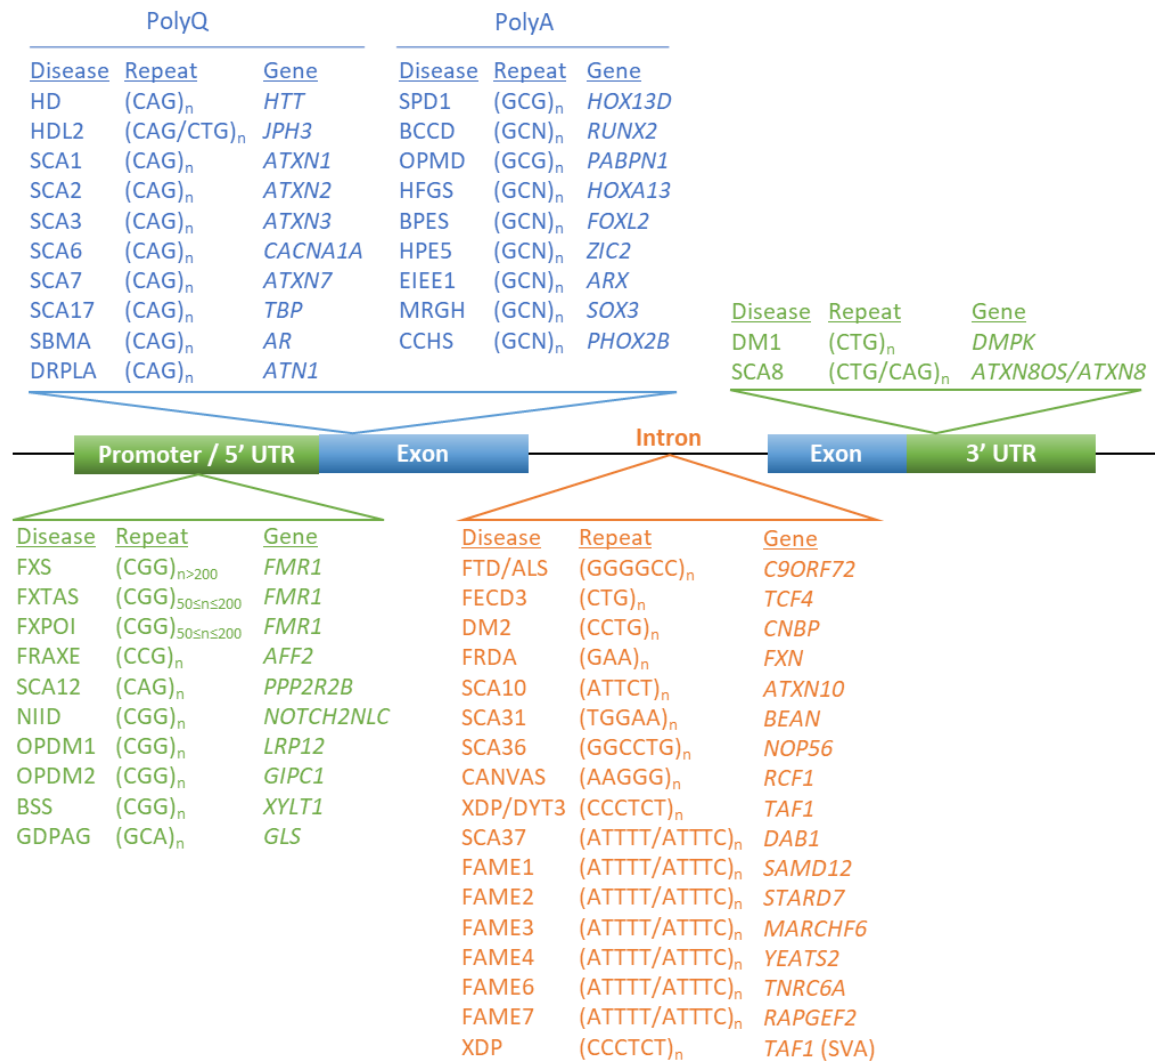 PolyQ
Disease Repeat Gene
HD (CAG)n HTT
HDL2 (CAG/CTG)n JPH3
SCA1 (CAG)n ATXN1
SCA2 (CAG)n ATXN2
SCA3 (CAG)n ATXN3
SCA6 (CAG)n CACNA1A
SCA7 (CAG)n ATXN7
SCA17 (CAG)n TBP
SBMA (CAG)n AR
DRPLA (CAG)n ATN1
PolyA
Disease Repeat Gene
SPD1 (GCG)n HOX13D
BCCD (GCN)n RUNX2
OPMD (GCG)n PABPN1
HFGS (GCN)n HOXA13
BPES (GCN)n FOXL2
HPE5 (GCN)n ZIC2
EIEE1 (GCN)n ARX
MRGH (GCN)n SOX3
CCHS (GCN)n PHOX2B
Disease Repeat Gene
DM1 (CTG)n DMPK
SCA8 (CTG/CAG)n ATXN8OS/ATXN8
Promoter / 5' UTR Exon Intron Exon 3' UTR
Disease Repeat Gene
FXS (CGG)n>200 FMR1
FXTAS (CGG)50≤n≤200 FMR1
FXPOI (CGG)50≤n≤200 FMR1
FRAXE (CCG)n AFF2
SCA12 (CAG)n PPP2R2B
NIID (CGG)n NOTCH2NLC
OPDM1 (CGG)n LRP12
OPDM2 (CGG)n GIPC1
BSS (CGG)n XYLT1
GDPAG (GCA)n GLS
Disease Repeat Gene
FTD/ALS (GGGGCC)n C9ORF72
FECD3 (CTG)n TCF4
DM2 (CCTG)n CNBP
FRDA (GAA)n FXN
SCA10 (ATTCT)n ATXN10
SCA31 (TGGAA)n BEAN
SCA36 (GGCCTG)n NOP56
CANVAS (AAGGG)n RCF1
XDP/DYT3 (CCCTCT)n TAF1
SCA37 (ATTTT/ATTTC)n DAB1
FAME1 (ATTTT/ATTTC)n SAMD12
FAME2 (ATTTT/ATTTC)n STARD7
FAME3 (ATTTT/ATTTC)n MARCHF6
FAME4 (ATTTT/ATTTC)n YEATS2
FAME6 (ATTTT/ATTTC)n TNRC6A
FAME7 (ATTTT/ATTTC)n RAPGEF2
XDP (CCCTCT)n TAF1 (SVA)